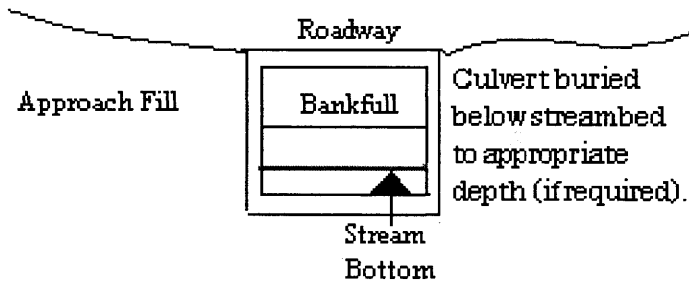 Roadway
Approach Fill
Bankfull
Culvert buried
below streambed
to appropriate
depth (if required).
Stream
Bottom